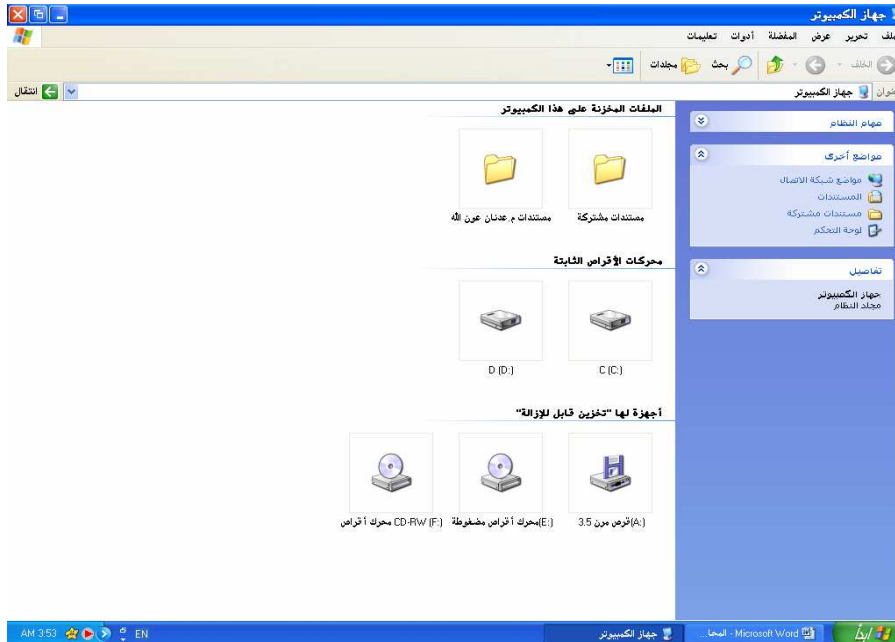 جهاز الكمبيوتر
ملف تحرير عرض المفضلة أدوات تعليمات
الخلف بحث مجلدات
جهاز الكمبيوتر انتقال
مهام النظام
مواضع أخرى
مواضع شبكة الاتصال
المستندات
مستندات مشتركة
لوحة التحكم
تفاصيل
جهاز الكمبيوتر
مجلد النظام
الملفات المخزنة على هذا الكمبيوتر
مستندات مشتركة
مستندات م.عدنان عون الله
محركات الأقراص الثابتة
C (C:)
D (D:)
أجهزة لها "تخزين قابل للإزالة"
قرص مرن 3.5 (A:)
محرك أقراص مضغوطة (E:)
محرك أقراص CD-RW (F:)
ابدأ
Microsoft Word - المحا...
جهاز الكمبيوتر
EN
3:53 AM